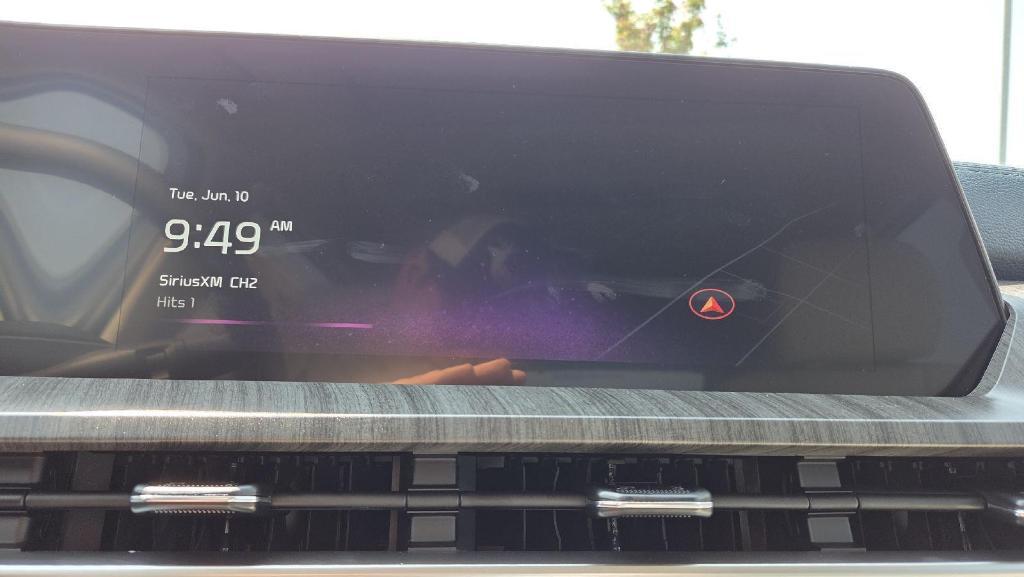 Tue, Jun, 10
9:49 AM
SiriusXM CH2
Hits 1